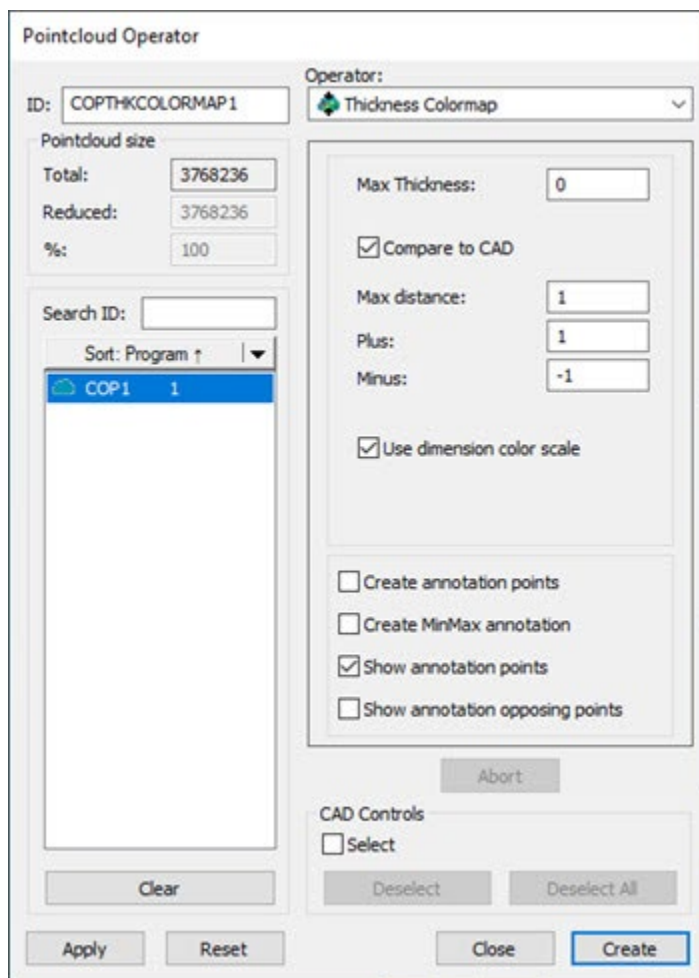 Pointcloud Operator
ID: COPTHKCOLORMAP1
Operator:
Thickness Colormap
Pointcloud size
Total: 3768236
Reduced: 3768236
%: 100
Search ID:
Sort: Program ↑
COP1 1
Clear
Max Thickness: 0
Compare to CAD
Max distance: 1
Plus: 1
Minus: -1
Use dimension color scale
Create annotation points
Create MinMax annotation
Show annotation points
Show annotation opposing points
Abort
CAD Controls
Select
Deselect Deselect All
Apply Reset Close Create